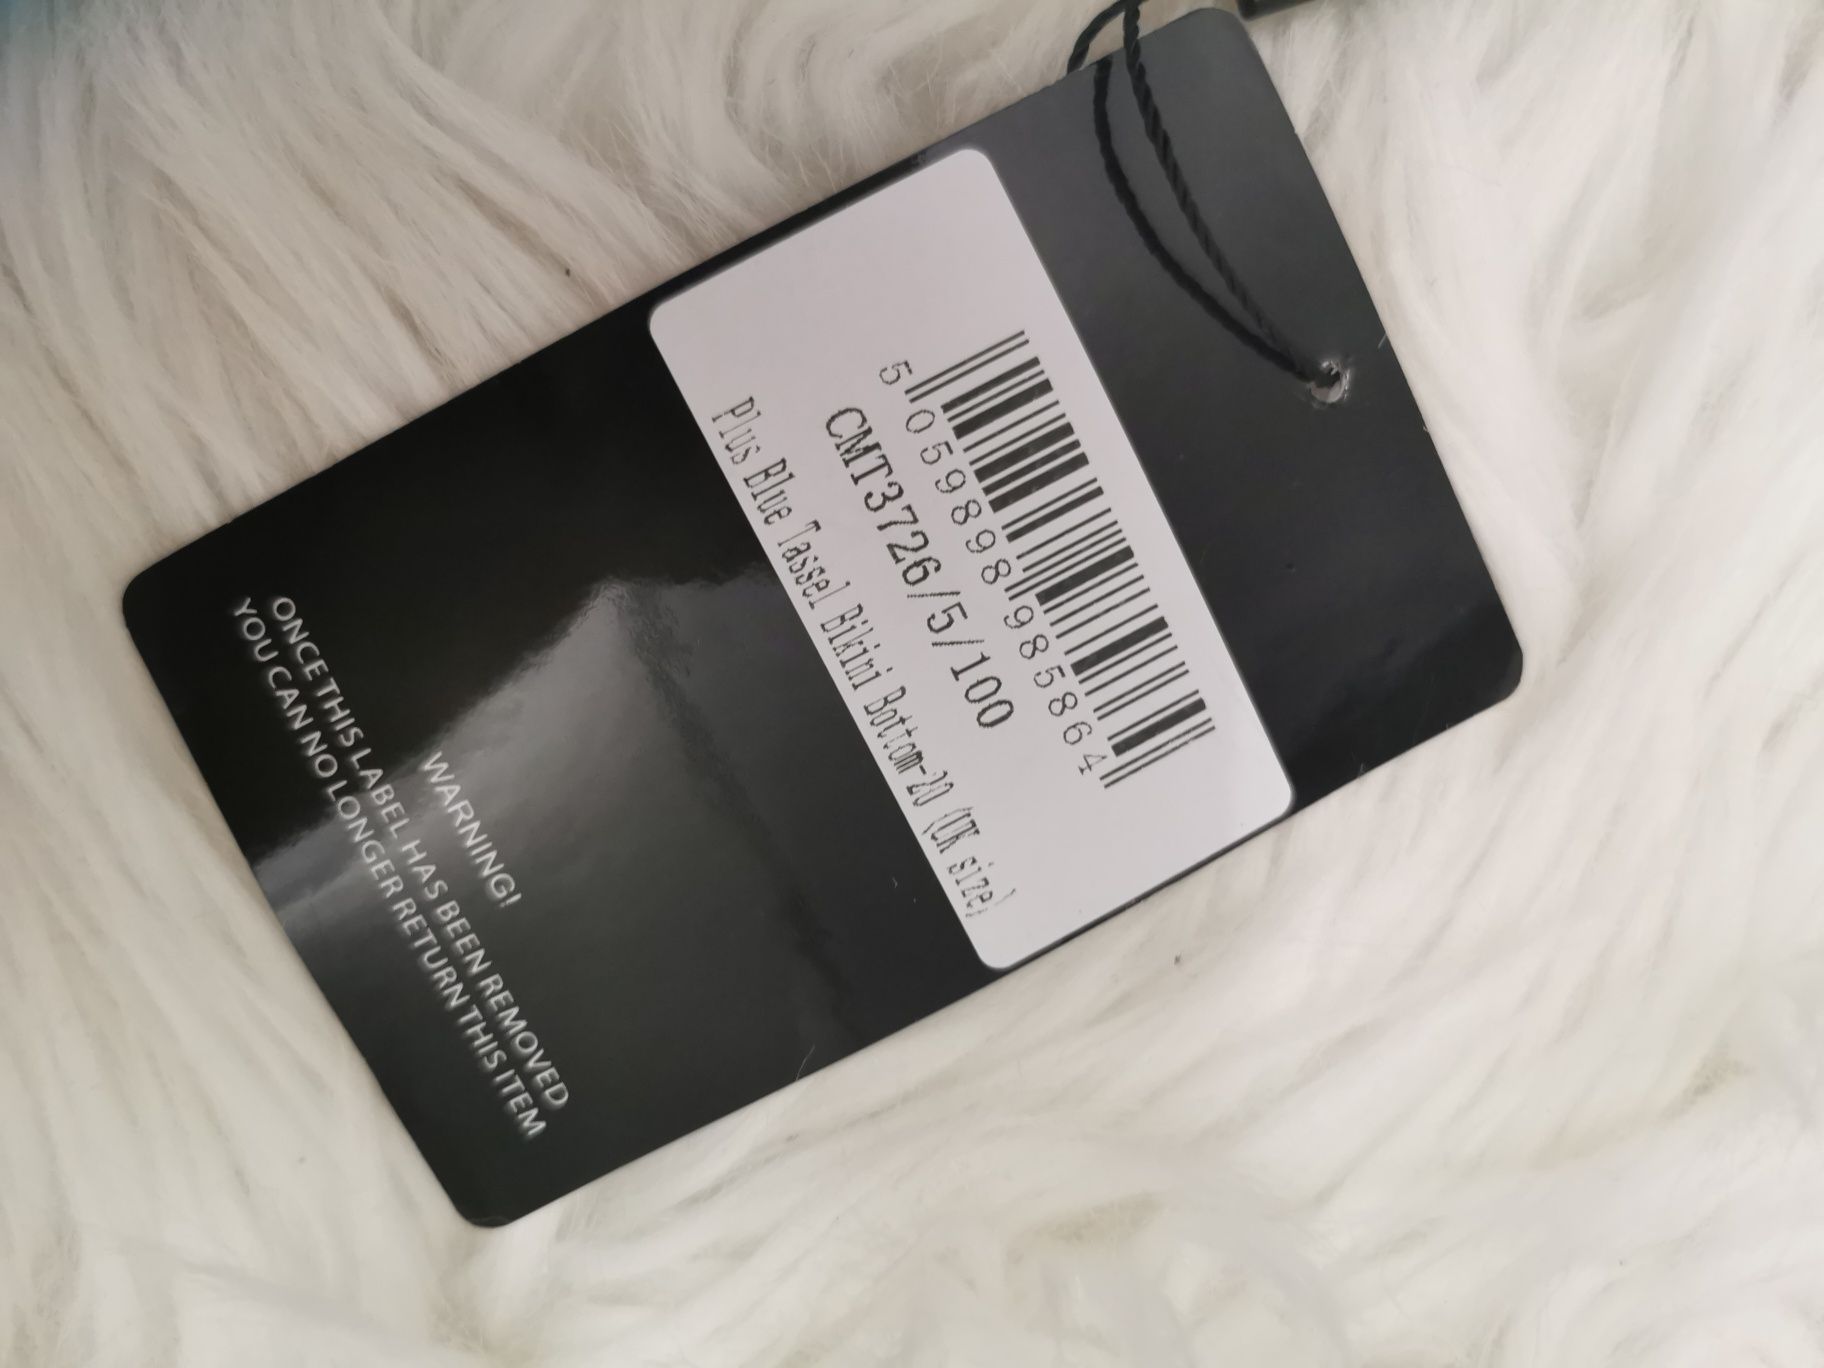 5 059898 985864
CMT3726/5/100
Plus Blue Tassel Bikini Bottom-20 (UK size)
WARNING!
ONCE THIS LABEL HAS BEEN REMOVED
YOU CAN NO LONGER RETURN THIS ITEM